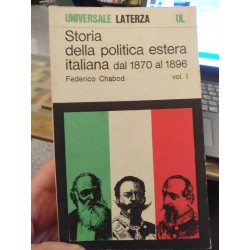 UNIVERSALE LATERZA UL
Storia
della politica estera
italiana dal 1870 al 1896
Federico Chabod vol. I